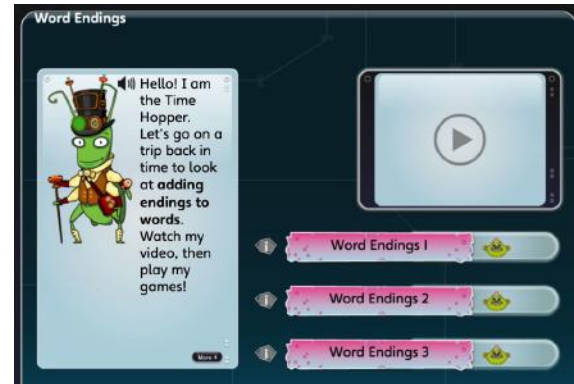 Word Endings
Hello! I am
the Time
Hopper.
Let's go on a
trip back in
time to look
at adding
endings to
words.
Watch my
video, then
play my
games!
More
i Word Endings 1
i Word Endings 2
i Word Endings 3